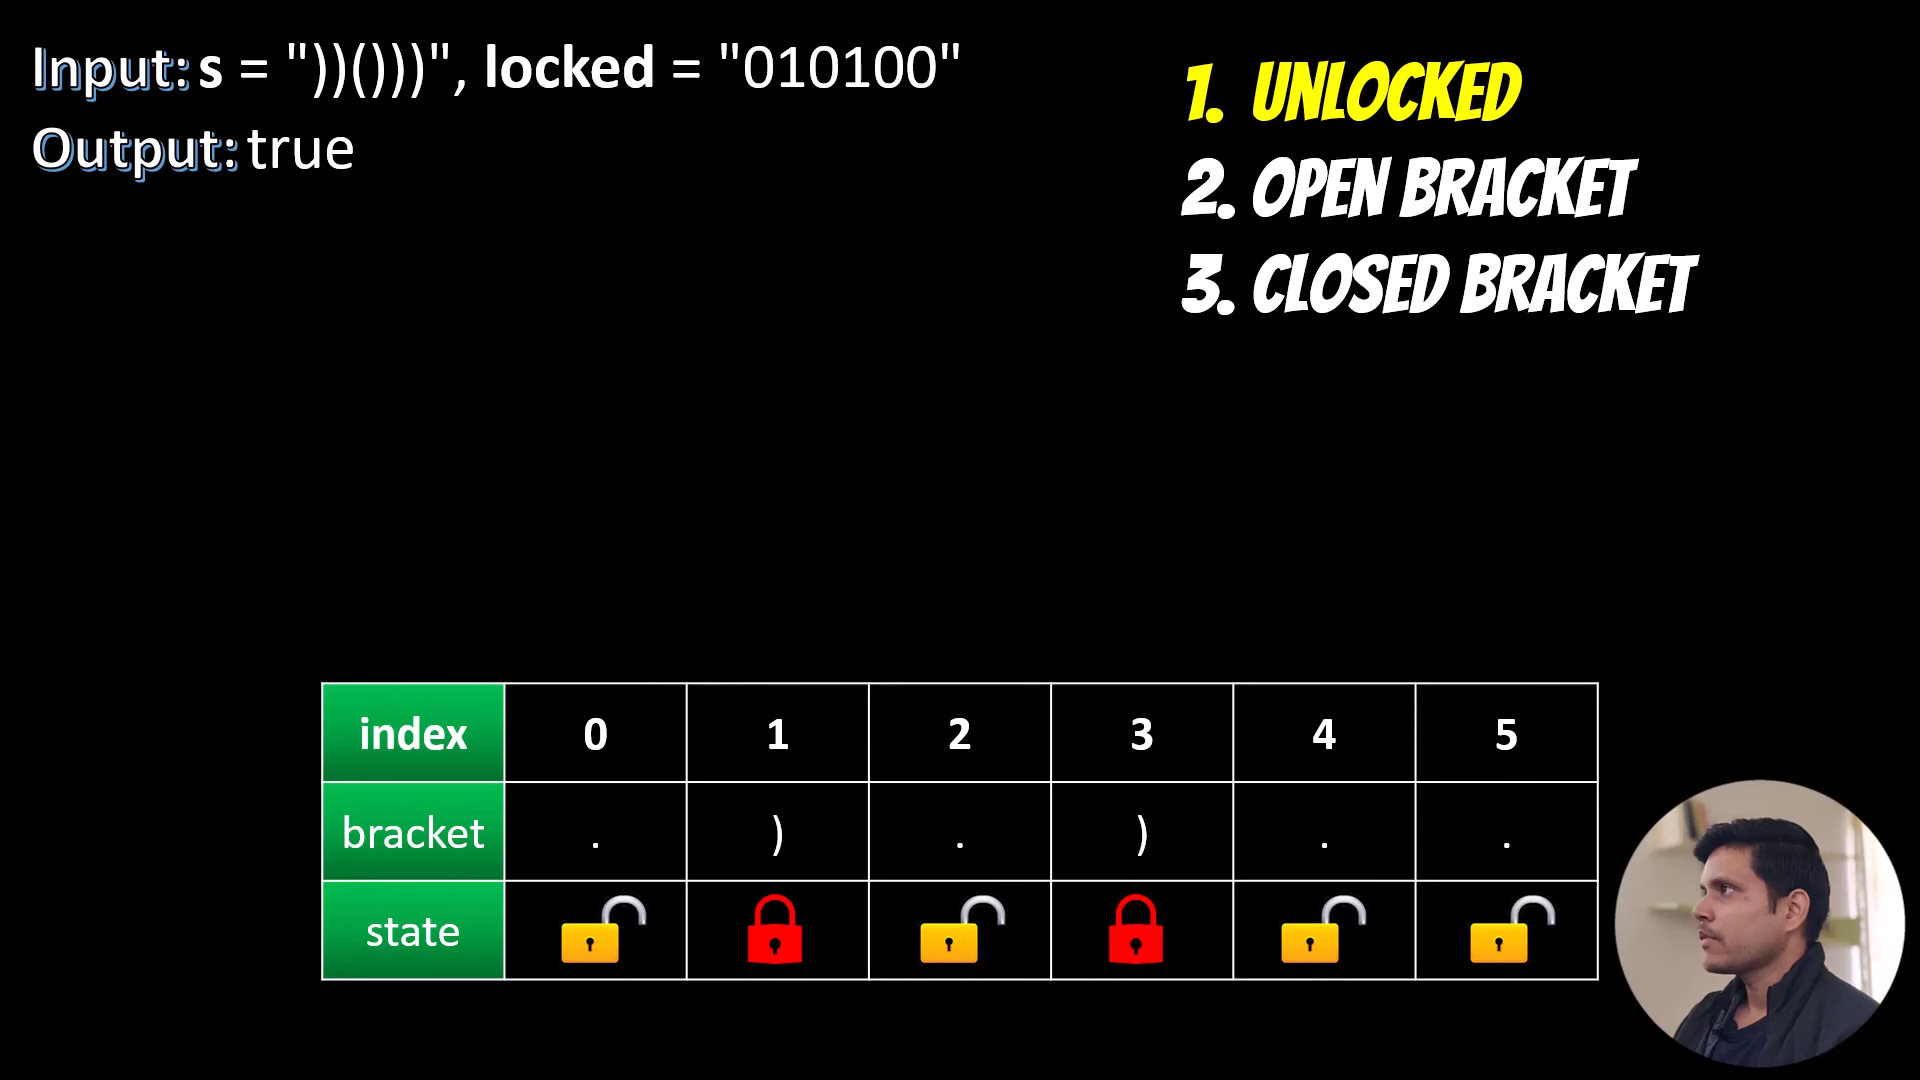 Input: s = "))()))", locked = "010100"
Output: true
1. UNLOCKED
2. OPEN BRACKET
3. CLOSED BRACKET
index 0 1 2 3 4 5
bracket . ) . ) . .
state